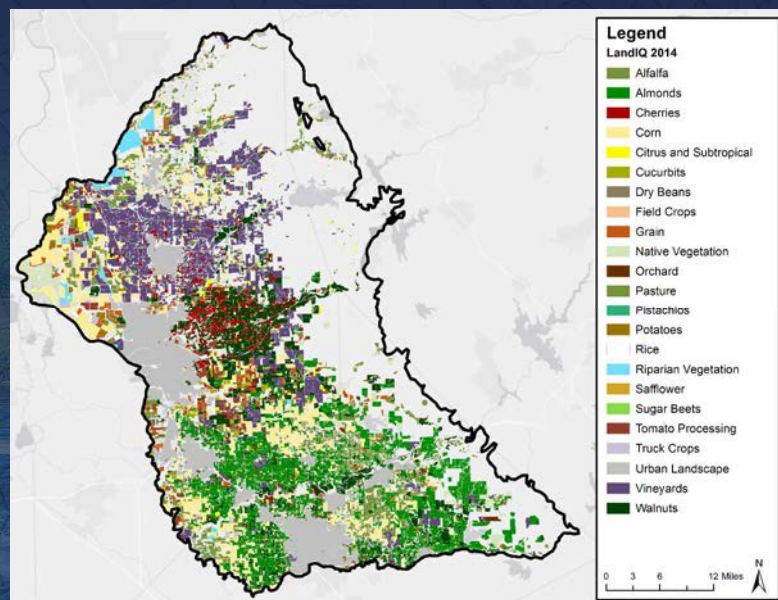 Legend
LandIQ 2014
Alfalfa
Almonds
Cherries
Corn
Citrus and Subtropical
Cucurbits
Dry Beans
Field Crops
Grain
Native Vegetation
Orchard
Pasture
Pistachios
Potatoes
Rice
Riparian Vegetation
Safflower
Sugar Beets
Tomato Processing
Truck Crops
Urban Landscape
Vineyards
Walnuts
N
0 3 6 12 Miles